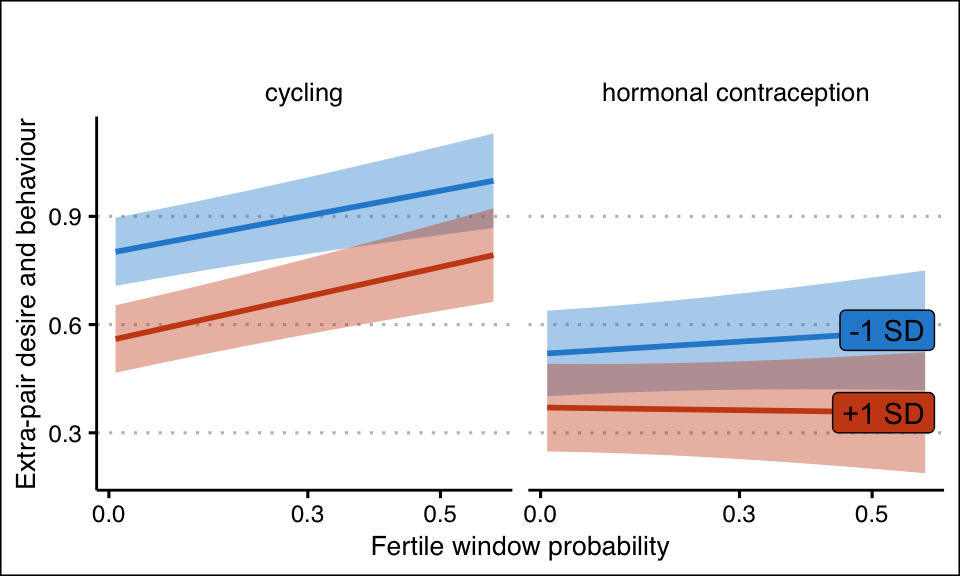 cycling
hormonal contraception
Extra-pair desire and behaviour
0.9
0.6
0.3
-1 SD
+1 SD
0.0
0.3
0.5
0.0
0.3
0.5
Fertile window probability